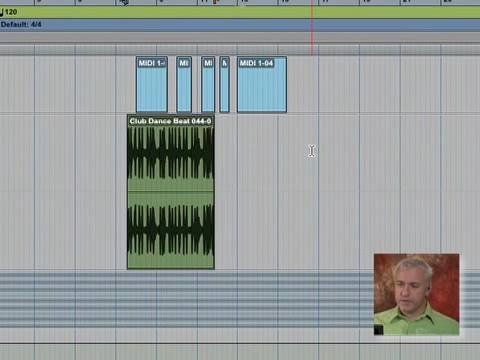 120
Default: 4/4
MIDI 1-
MI
MI
M
MIDI 1-04
Club Dance Beat 044-0